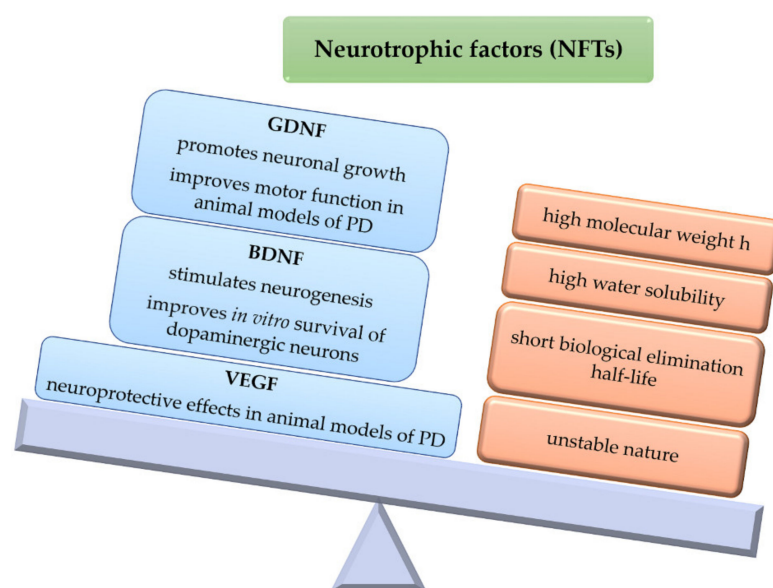 Neurotrophic factors (NFTs)
GDNF
promotes neuronal growth
improves motor function in
animal models of PD
BDNF
stimulates neurogenesis
improves in vitro survival of
dopaminergic neurons
VEGF
neuroprotective effects in animal models of PD
high molecular weight h
high water solubility
short biological elimination
half-life
unstable nature